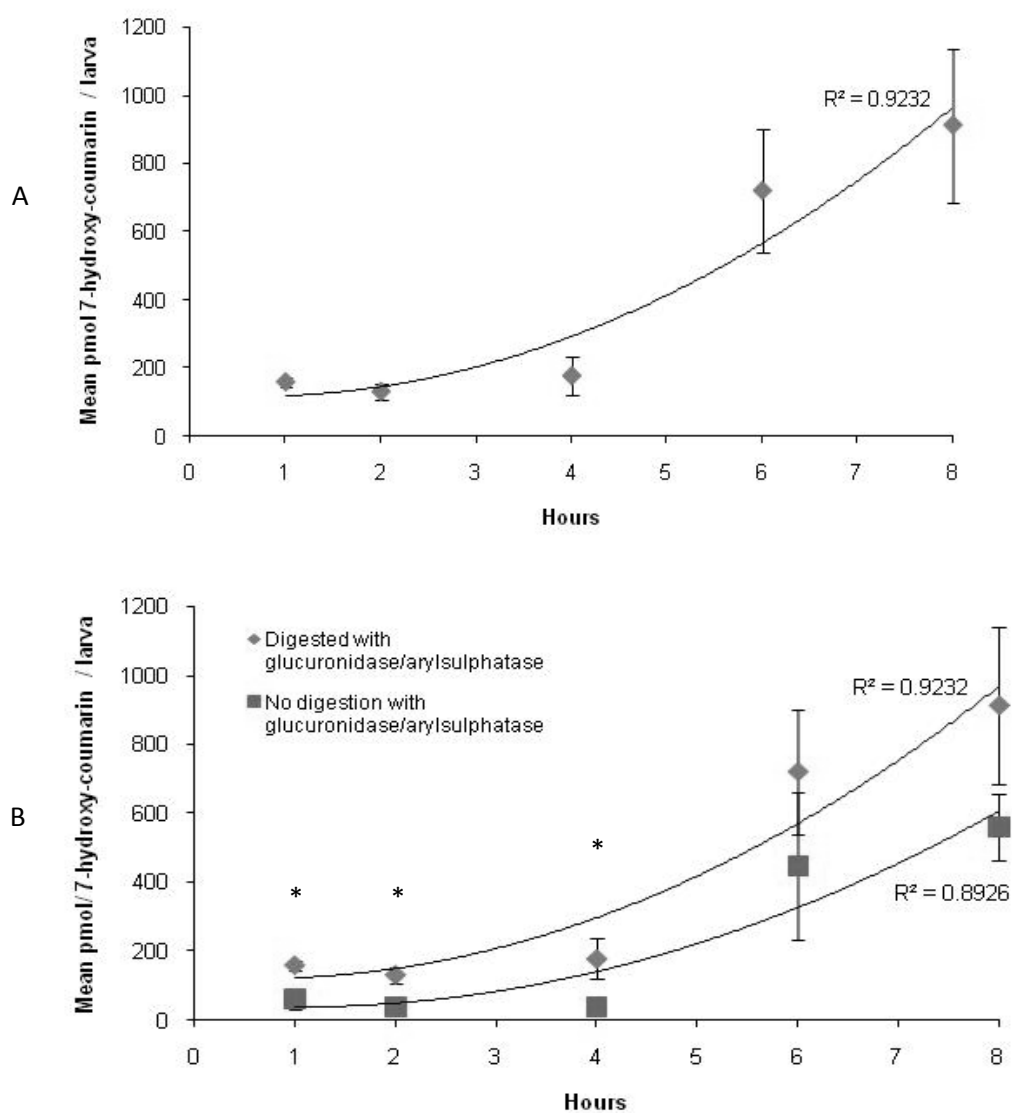 A
Mean pmol 7-hydroxy-coumarin / larva
1200
1000
800
600
400
200
0
R² = 0.9232
0 1 2 3 4 5 6 7 8
Hours
B
Mean pmol/ 7-hydroxy-coumarin / larva
1200
1000
800
600
400
200
0
Digested with
glucuronidase/arylsulphatase
No digestion with
glucuronidase/arylsulphatase
R² = 0.9232
R² = 0.8926
* * *
0 1 2 3 4 5 6 7 8
Hours